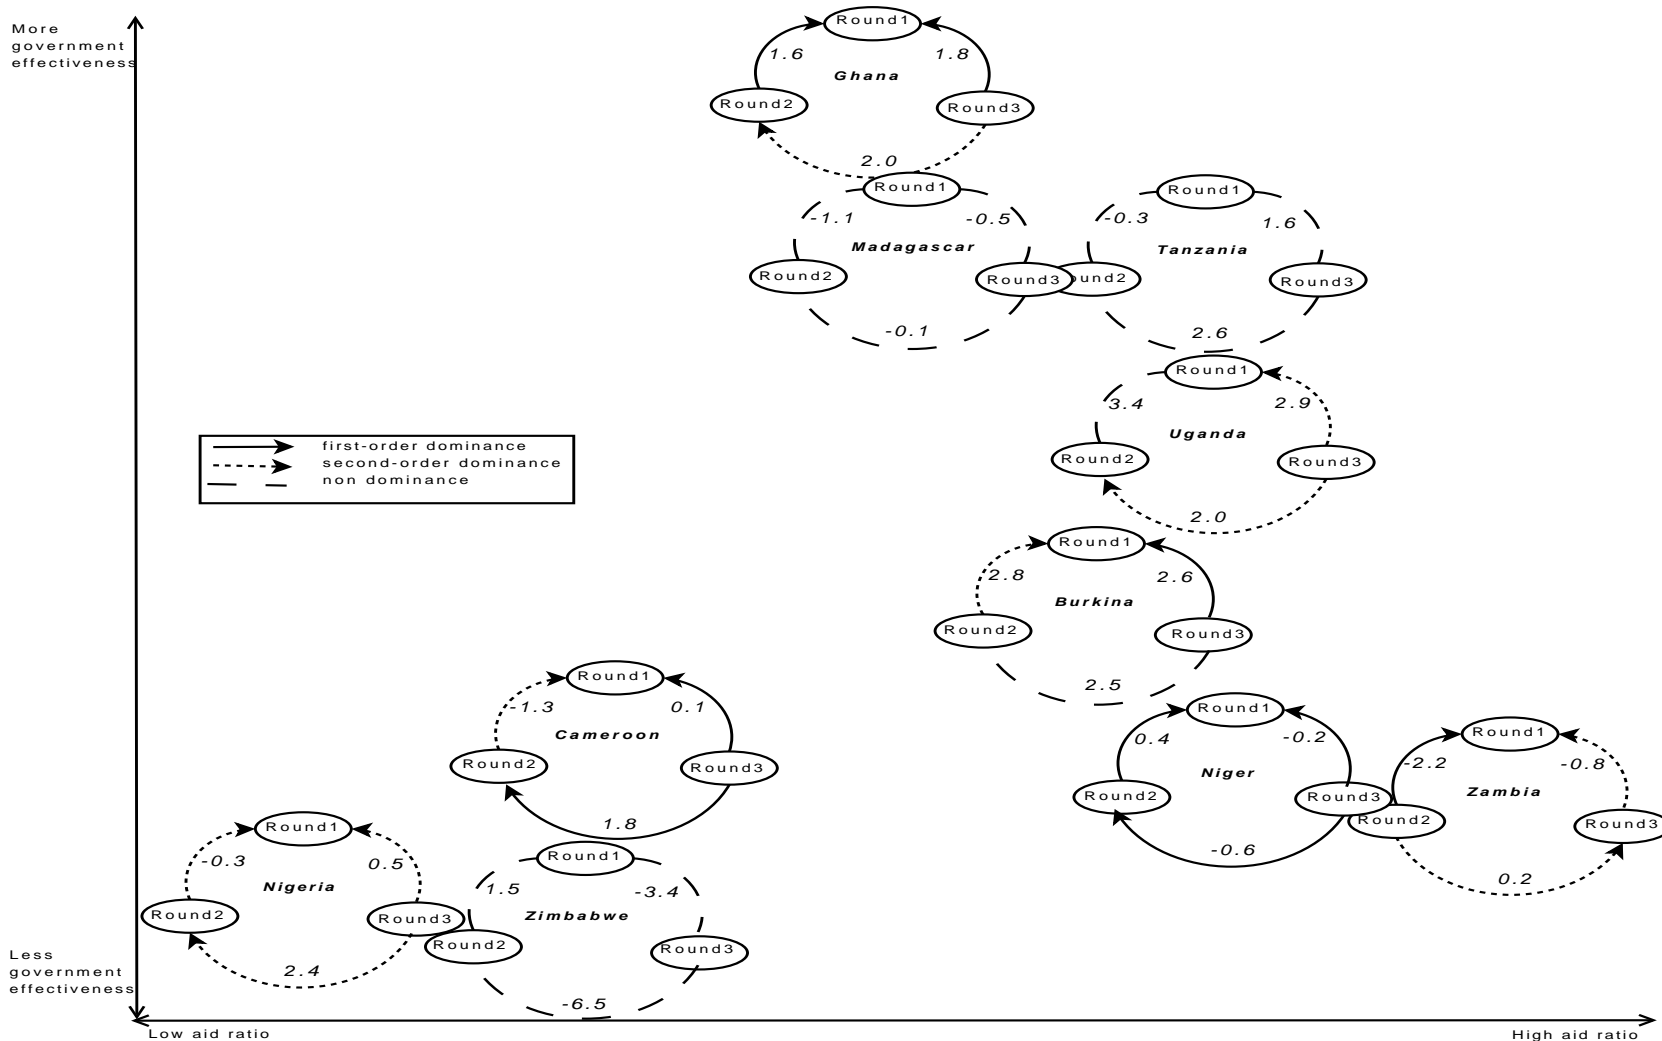 More
government
effectiveness
Round1
1.6
1.8
Ghana
Round2
Round3
2.0
Round1
-1.1
-0.5
Madagascar
Round2
Round3
-0.1
Round1
-0.3
1.6
Tanzania
ound2
Round3
2.6
Round1
3.4
2.9
Uganda
Round2
Round3
2.0
first-order dominance
second-order dominance
non dominance
Round1
2.8
2.6
Burkina
Round2
Round3
2.5
Round1
-1.3
0.1
Cameroon
Round2
Round3
1.8
Round1
0.4
-0.2
Niger
Round2
Round3
-0.6
Round1
-2.2
-0.8
Zambia
Round2
Round3
0.2
Round1
-0.3
0.5
Nigeria
Round2
Round3
2.4
Round1
1.5
-3.4
Zimbabwe
Round2
Round3
-6.5
Less
government
effectiveness
Low aid ratio
High aid ratio